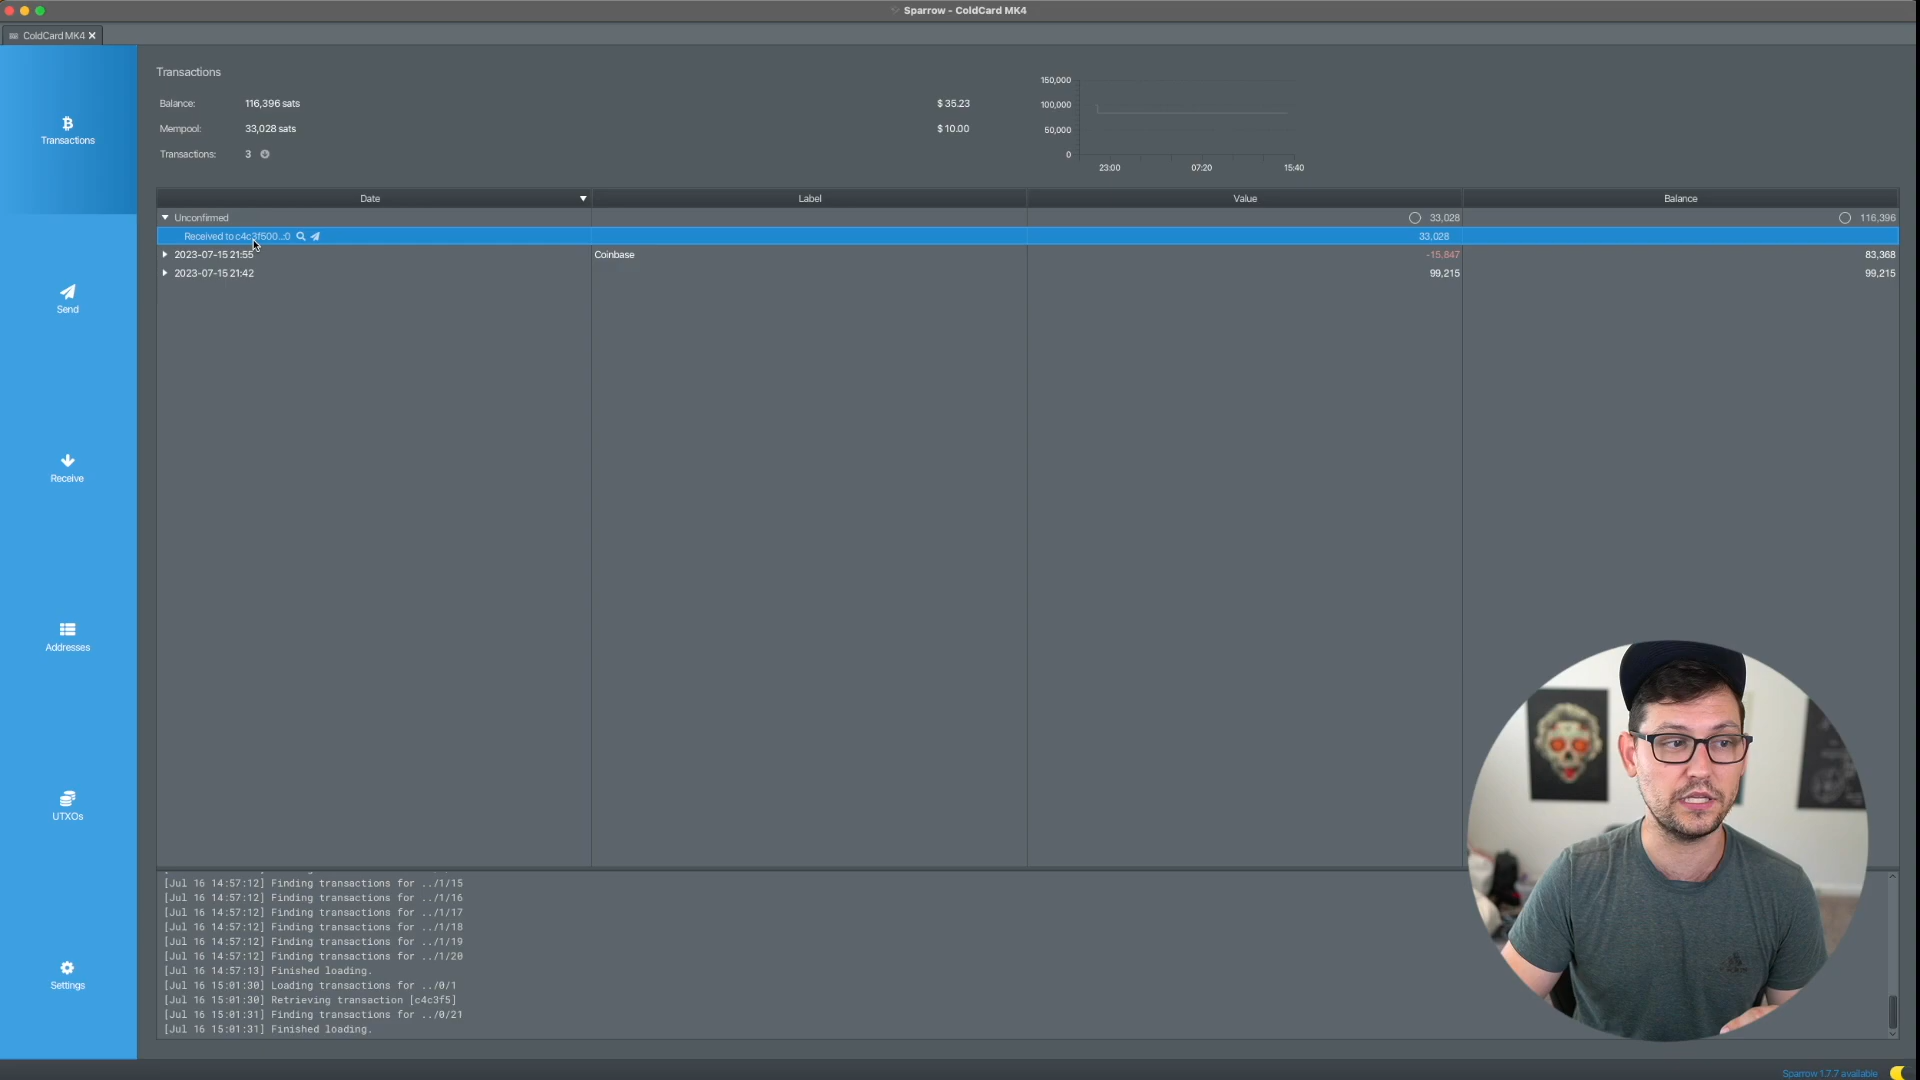 Sparrow - ColdCard MK4
ColdCard MK4
Transactions
Balance: 116,396 sats $ 35.23
Mempool: 33,028 sats $ 10.00
Transactions: 3
150,000
100,000
50,000
0
23:00 07:20 15:40
Transactions
Send
Receive
Addresses
UTXOs
Settings
Date Label Value Balance
Unconfirmed 33,028 116,396
Received to c4c3f500...:0 33,028
2023-07-15 21:55 Coinbase -15,847 83,368
2023-07-15 21:42 99,215 99,215
[Jul 16 14:57:12] Finding transactions for ../1/15
[Jul 16 14:57:12] Finding transactions for ../1/16
[Jul 16 14:57:12] Finding transactions for ../1/17
[Jul 16 14:57:12] Finding transactions for ../1/18
[Jul 16 14:57:12] Finding transactions for ../1/19
[Jul 16 14:57:12] Finding transactions for ../1/20
[Jul 16 14:57:13] Finished loading.
[Jul 16 15:01:30] Loading transactions for ../0/1
[Jul 16 15:01:30] Retrieving transaction [c4c3f5]
[Jul 16 15:01:31] Finding transactions for ../0/21
[Jul 16 15:01:31] Finished loading.
Sparrow 1.7.7 available